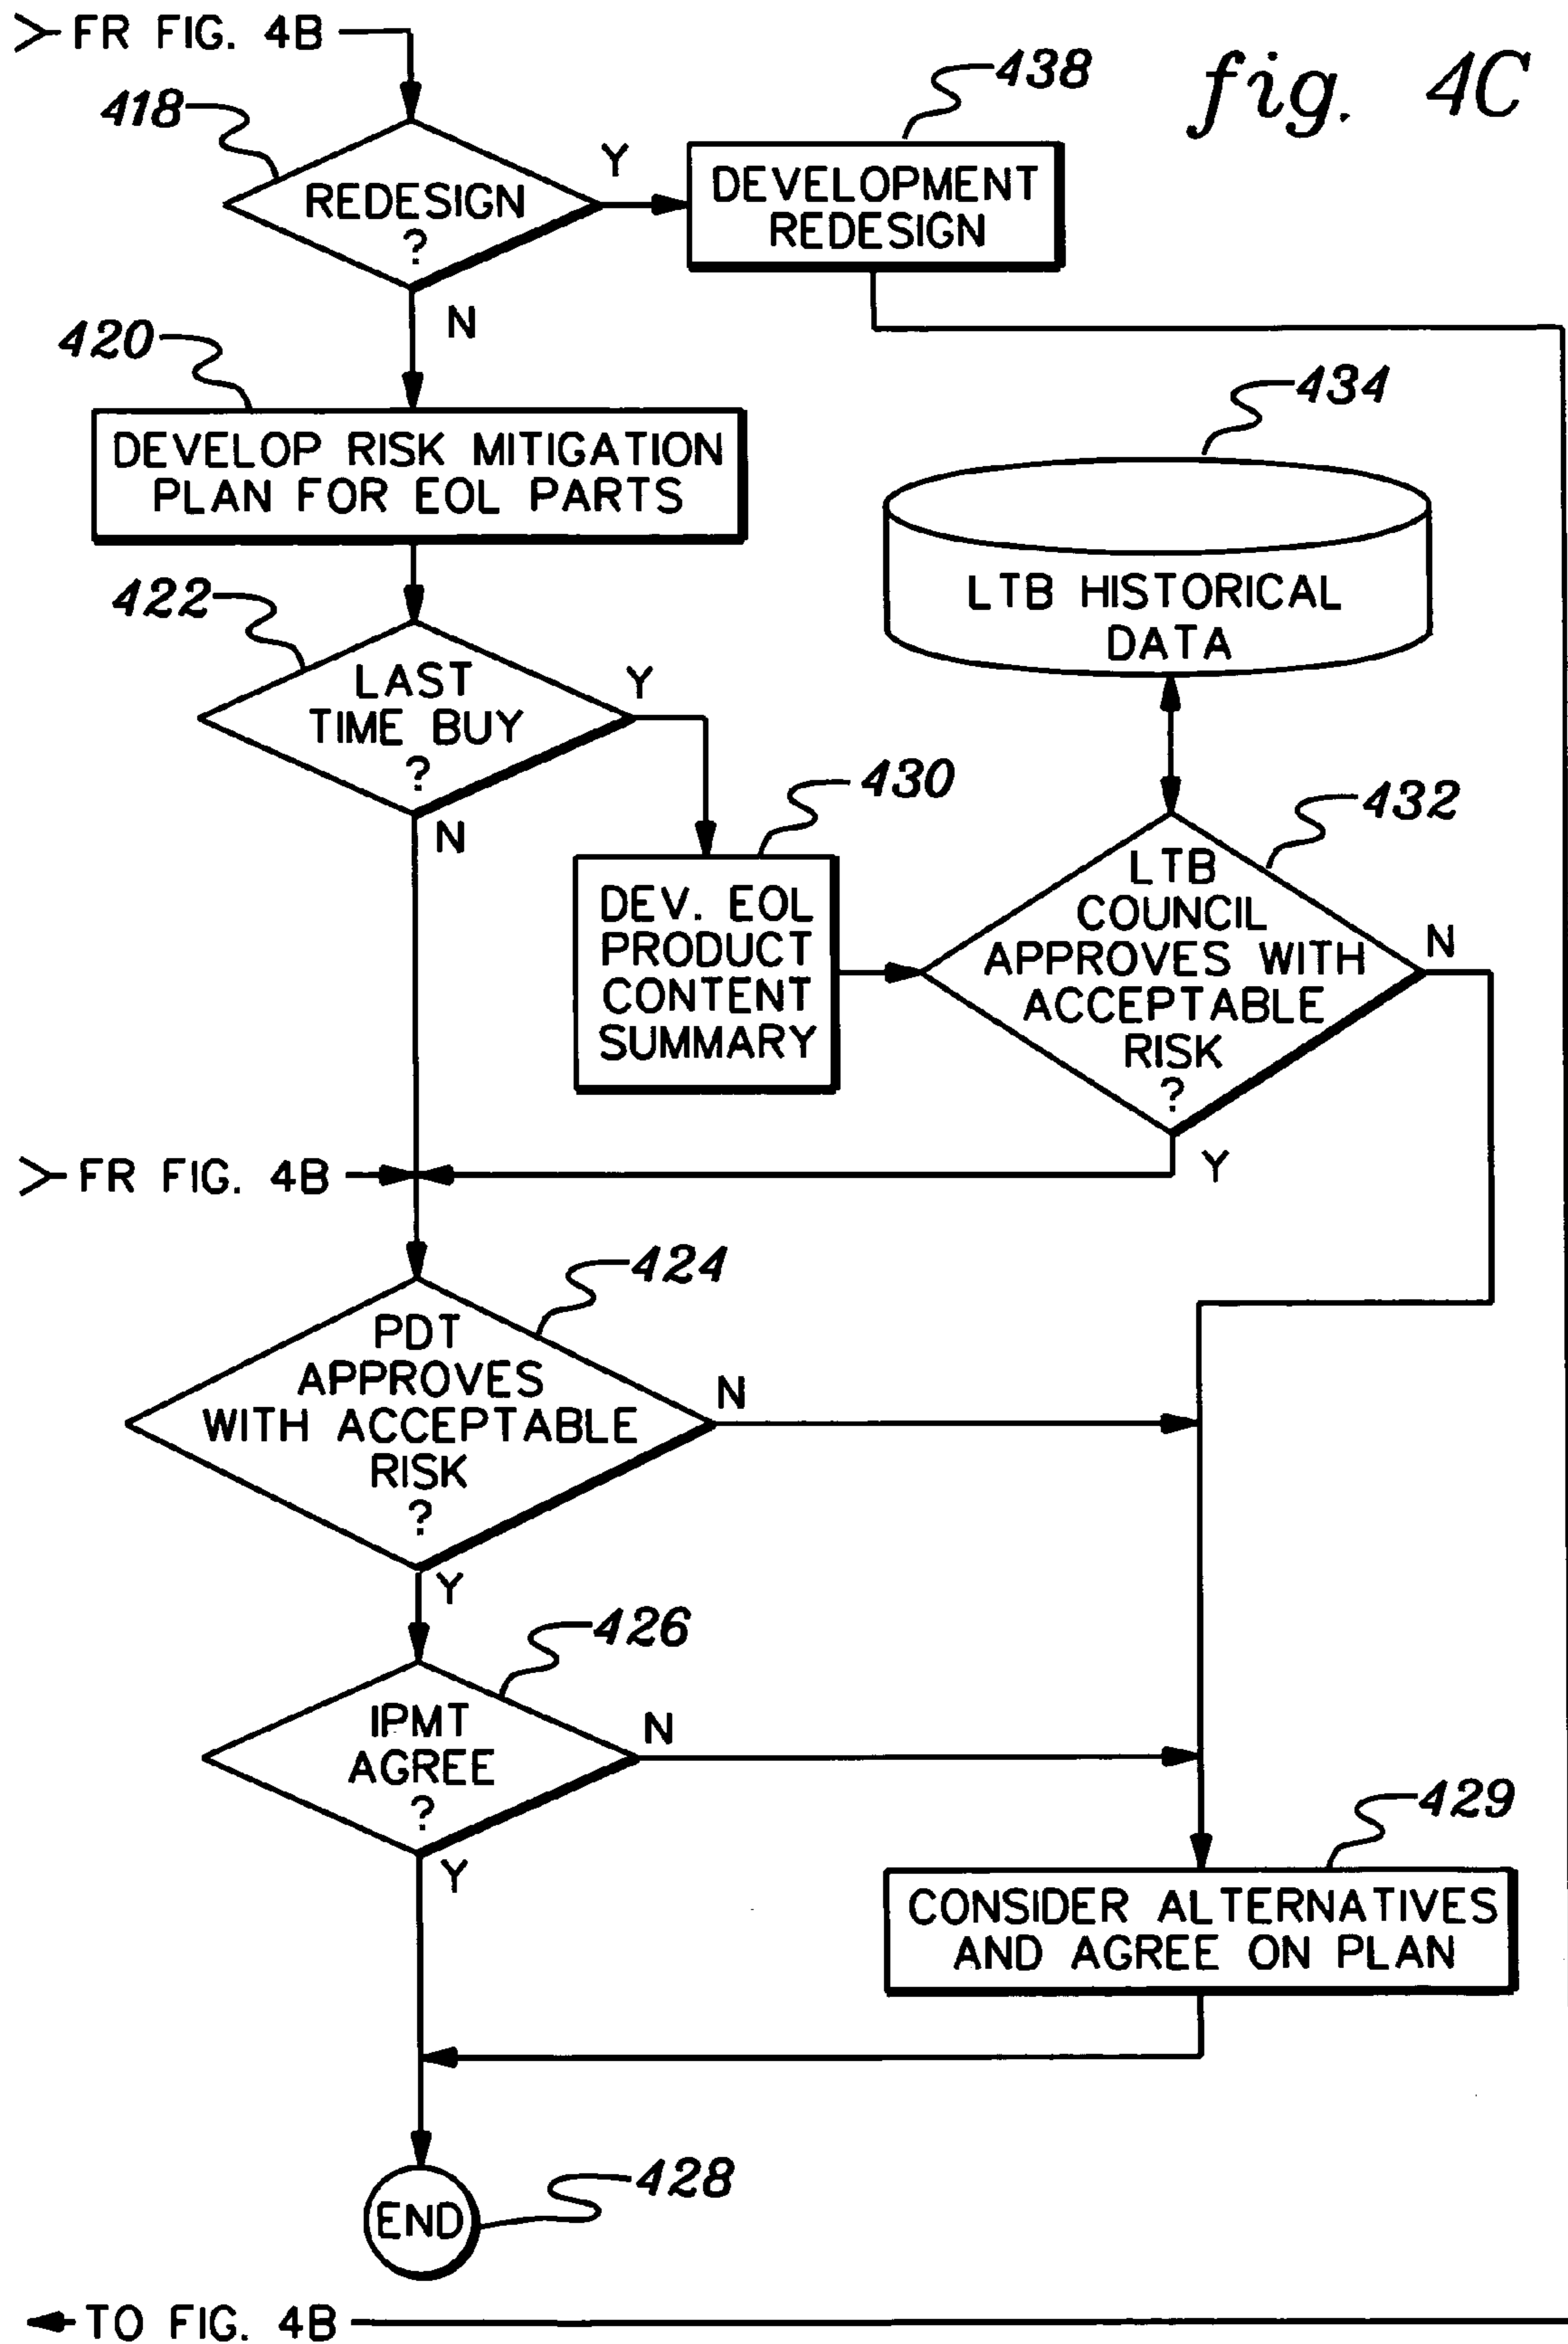 >- FR FIG. 4B
438
fig. 4C
418
Y
REDESIGN
?
DEVELOPMENT
REDESIGN
N
420
434
DEVELOP RISK MITIGATION
PLAN FOR EOL PARTS
LTB HISTORICAL
DATA
422
LAST
TIME BUY
?
Y
N
430
432
DEV. EOL
PRODUCT
CONTENT
SUMMARY
LTB
COUNCIL
APPROVES WITH
ACCEPTABLE
RISK
?
N
Y
>- FR FIG. 4B
424
PDT
APPROVES
WITH ACCEPTABLE
RISK
?
N
Y
426
IPMT
AGREE
?
N
Y
429
CONSIDER ALTERNATIVES
AND AGREE ON PLAN
END
428
TO FIG. 4B